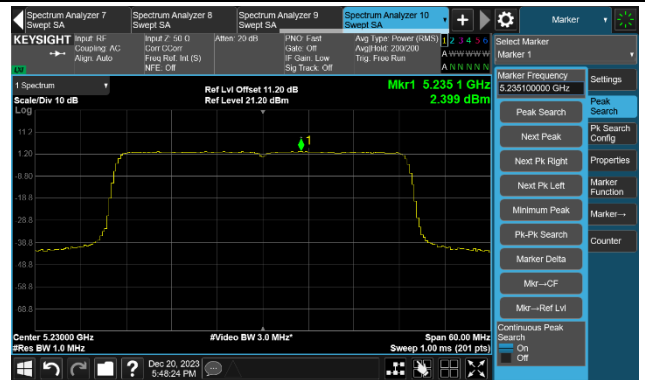 Spectrum Analyzer 7
Swept SA
Spectrum Analyzer 8
Swept SA
Spectrum Analyzer 9
Swept SA
Spectrum Analyzer 10
Swept SA
Marker
KEYSIGHT
Input: RF
Coupling: AC
Align: Auto
Input Z: 50 Ω
Corr CCorr
Freq Ref: Int (S)
NFE: Off
Atten: 20 dB
PNO: Fast
Gate: Off
IF Gain: Low
Sig Track: Off
Avg Type: Power (RMS)
Avg|Hold: 200/200
Trig: Free Run
1 2 3 4 5 6
A W W W W W
A N N N N N
Select Marker
Marker 1
LXI
1 Spectrum
Scale/Div 10 dB
Log
Ref Lvl Offset 11.20 dB
Ref Level 21.20 dBm
Mkr1 5.235 1 GHz
2.399 dBm
11.2
1.20
-8.80
-18.8
-28.8
-38.8
-48.8
-58.8
-68.8
1
Center 5.23000 GHz
#Res BW 1.0 MHz
#Video BW 3.0 MHz*
Span 60.00 MHz
Sweep 1.00 ms (201 pts)
Marker Frequency
5.235100000 GHz
Peak Search
Next Peak
Next Pk Right
Next Pk Left
Minimum Peak
Pk-Pk Search
Marker Delta
Mkr→CF
Mkr→Ref Lvl
Continuous Peak
Search
On
Off
Settings
Peak
Search
Pk Search
Config
Properties
Marker
Function
Marker→
Counter
?
Dec 20, 2023
5:48:24 PM